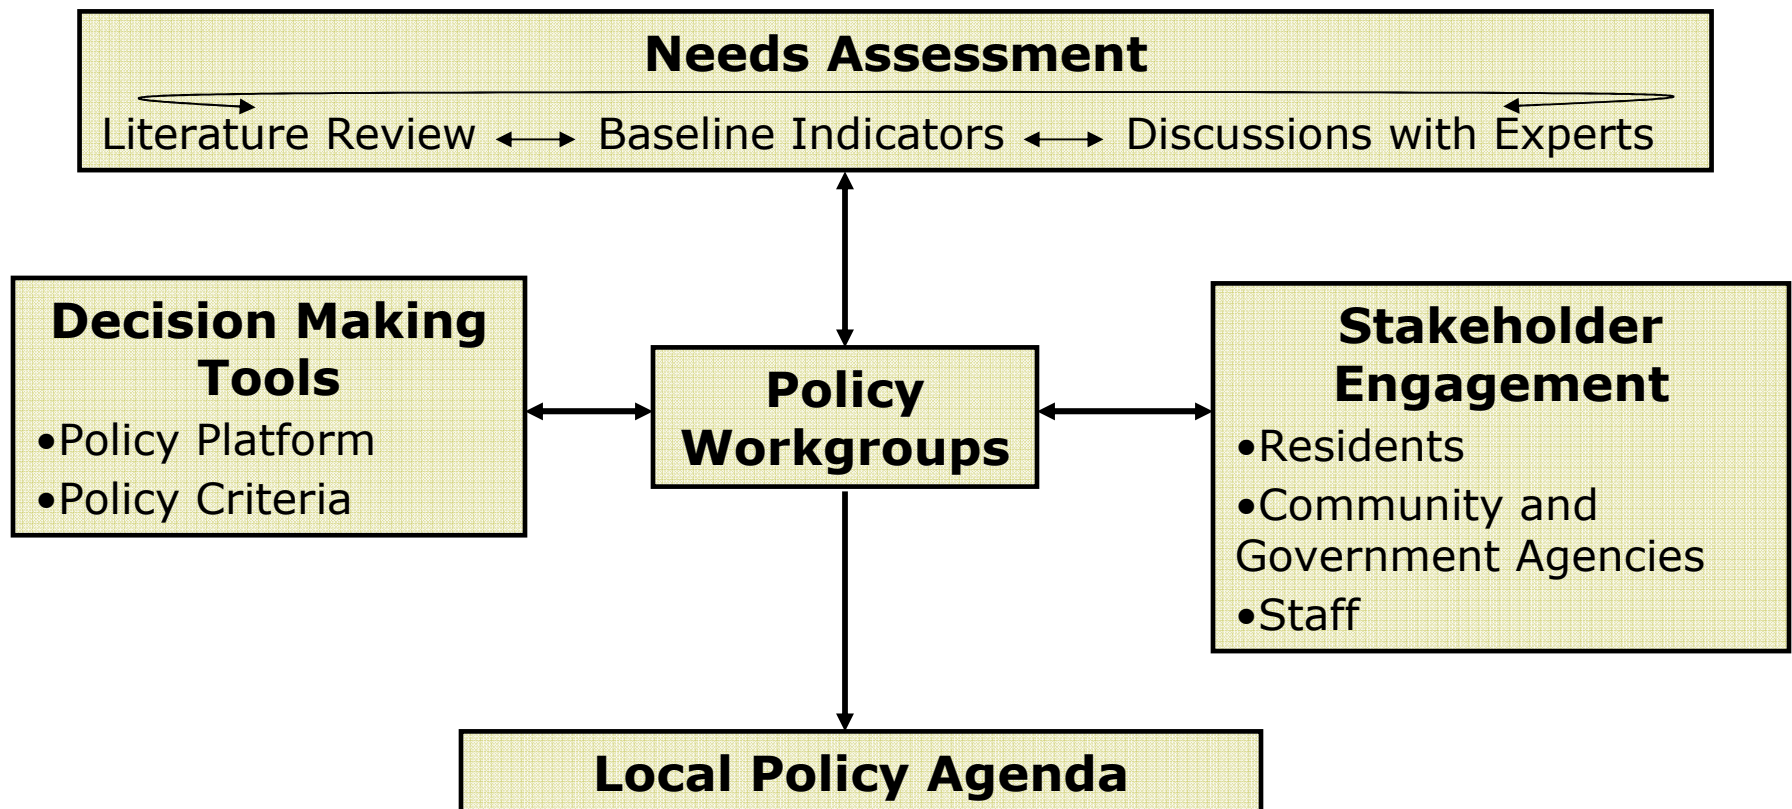 Needs Assessment
Literature Review Baseline Indicators Discussions with Experts
Decision Making
Tools
•Policy Platform
•Policy Criteria
Policy
Workgroups
Stakeholder
Engagement
•Residents
•Community and
Government Agencies
•Staff
Local Policy Agenda